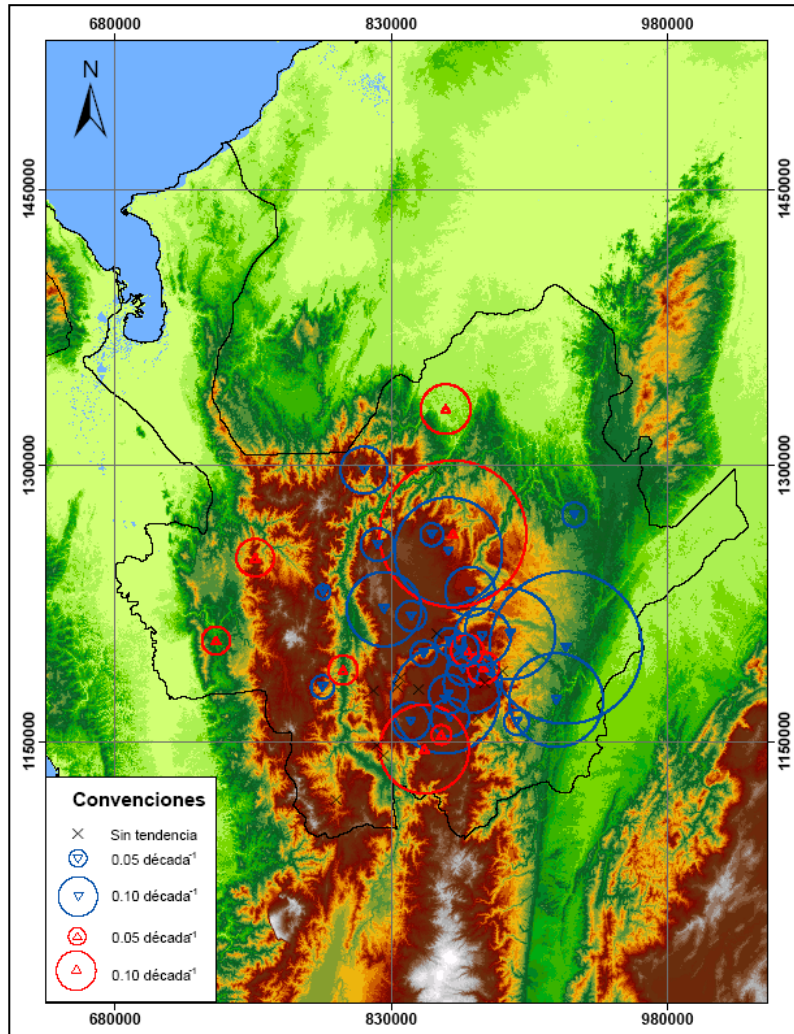 680000 830000 980000
N
1450000 1450000
1300000 1300000
1150000 1150000
Convenciones
Sin tendencia
0.05 década⁻¹
0.10 década⁻¹
0.05 década⁻¹
0.10 década⁻¹
680000 830000 980000